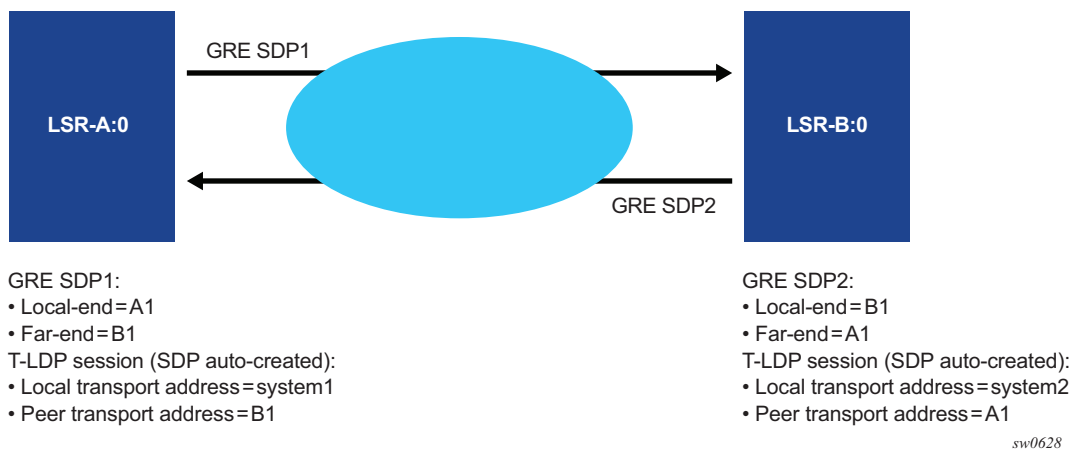 GRE SDP1
LSR-A:0
LSR-B:0
GRE SDP2
GRE SDP1:
• Local-end=A1
• Far-end=B1
T-LDP session (SDP auto-created):
• Local transport address=system1
• Peer transport address=B1
GRE SDP2:
• Local-end=B1
• Far-end=A1
T-LDP session (SDP auto-created):
• Local transport address=system2
• Peer transport address=A1
sw0628